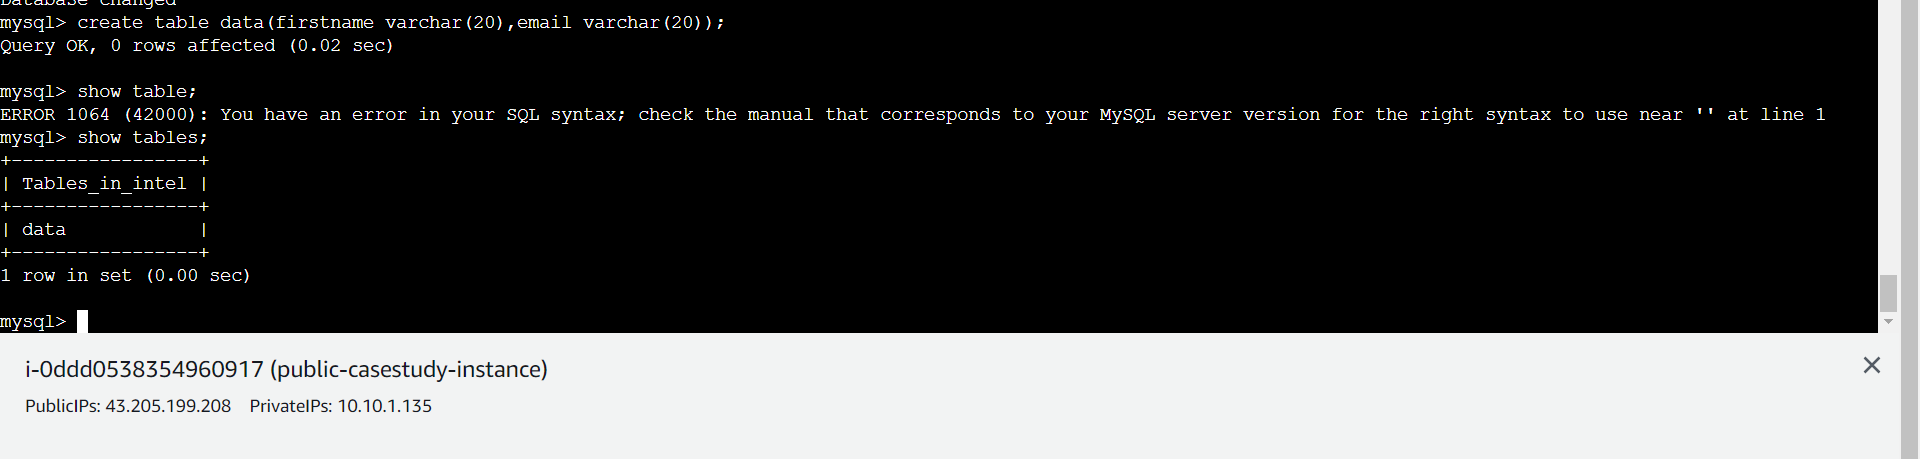 Database changed
mysql> create table data(firstname varchar(20),email varchar(20));
Query OK, 0 rows affected (0.02 sec)
mysql> show table;
ERROR 1064 (42000): You have an error in your SQL syntax; check the manual that corresponds to your MySQL server version for the right syntax to use near '' at line 1
mysql> show tables;
+-----------------+
| Tables_in_intel |
+-----------------+
| data            |
+-----------------+
1 row in set (0.00 sec)
mysql>
i-0ddd0538354960917 (public-casestudy-instance)
PublicIPs: 43.205.199.208 PrivateIPs: 10.10.1.135